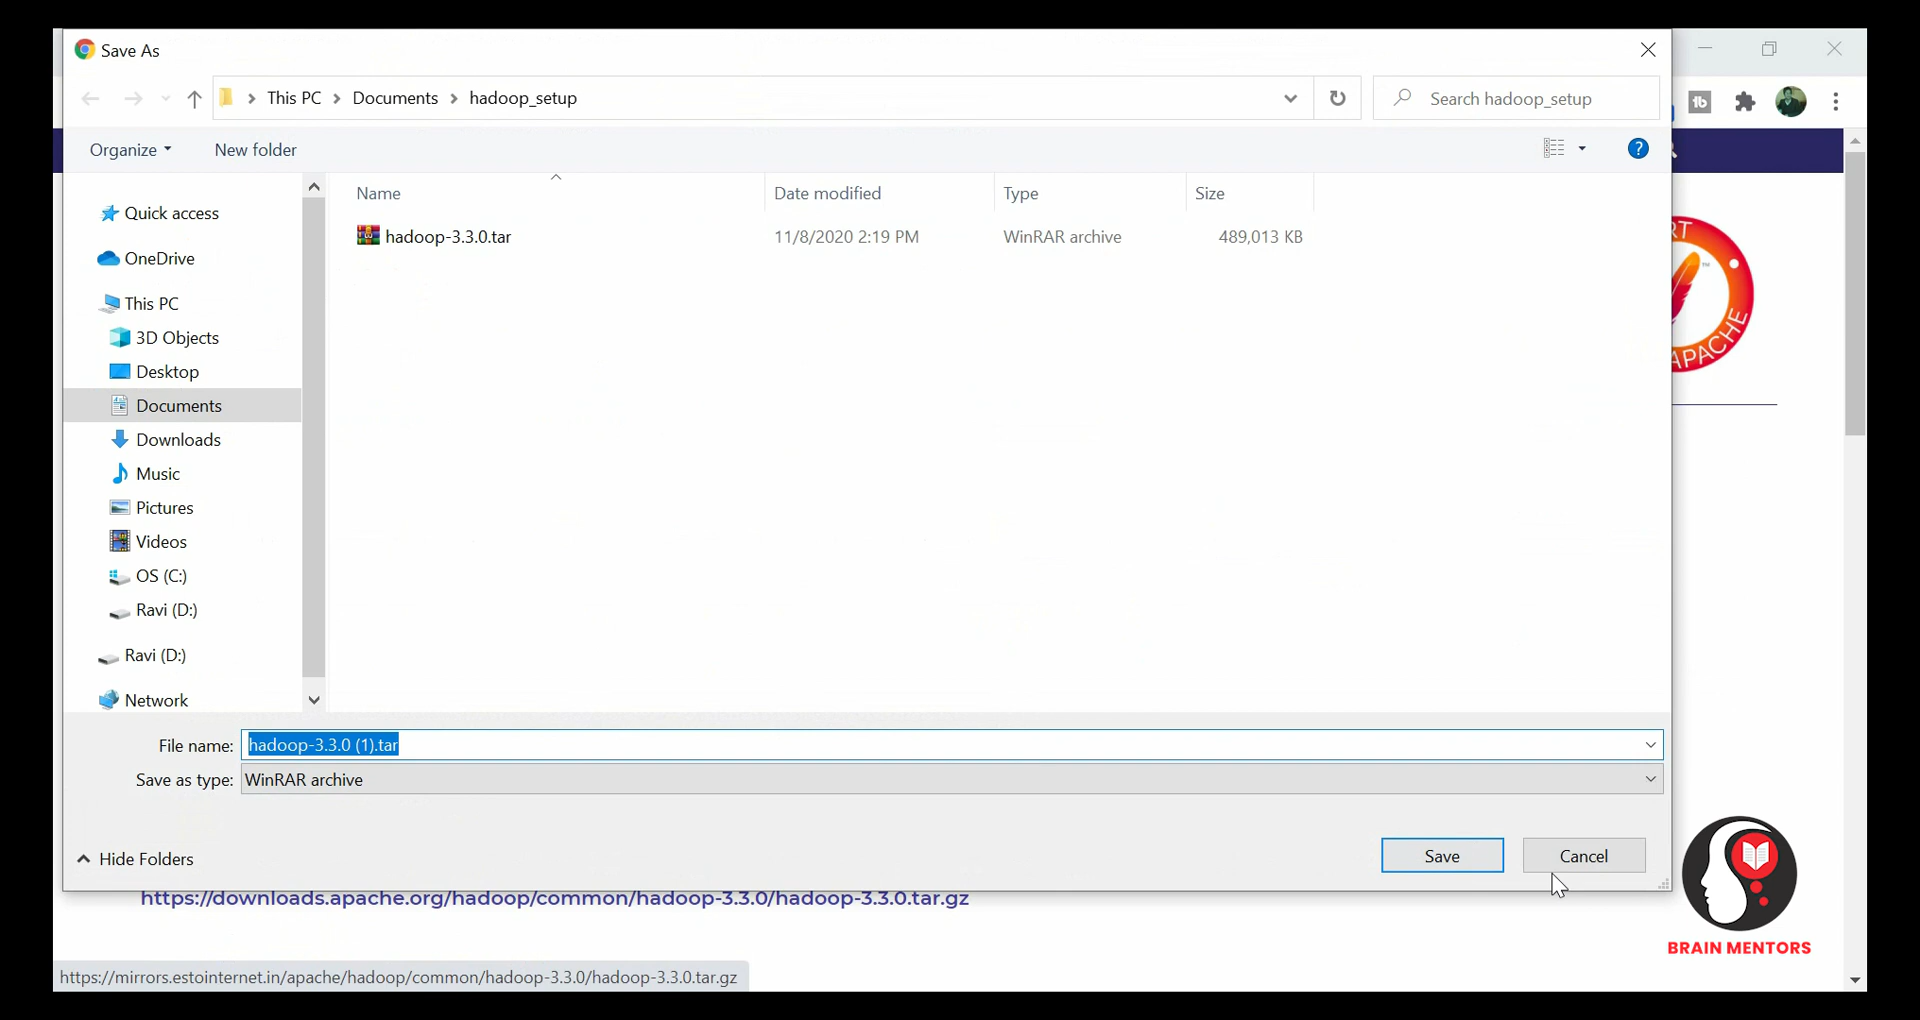 Save As
This PC > Documents > hadoop_setup
Search hadoop_setup
Organize
New folder
Name
Date modified
Type
Size
hadoop-3.3.0.tar
11/8/2020 2:19 PM
WinRAR archive
489,013 KB
Quick access
OneDrive
This PC
3D Objects
Desktop
Documents
Downloads
Music
Pictures
Videos
OS (C:)
Ravi (D:)
Ravi (D:)
Network
APACHE
File name: hadoop-3.3.0 (1).tar
Save as type: WinRAR archive
Hide Folders
Save
Cancel
https://downloads.apache.org/hadoop/common/hadoop-3.3.0/hadoop-3.3.0.tar.gz
BRAIN MENTORS
https://mirrors.estointernet.in/apache/hadoop/common/hadoop-3.3.0/hadoop-3.3.0.tar.gz